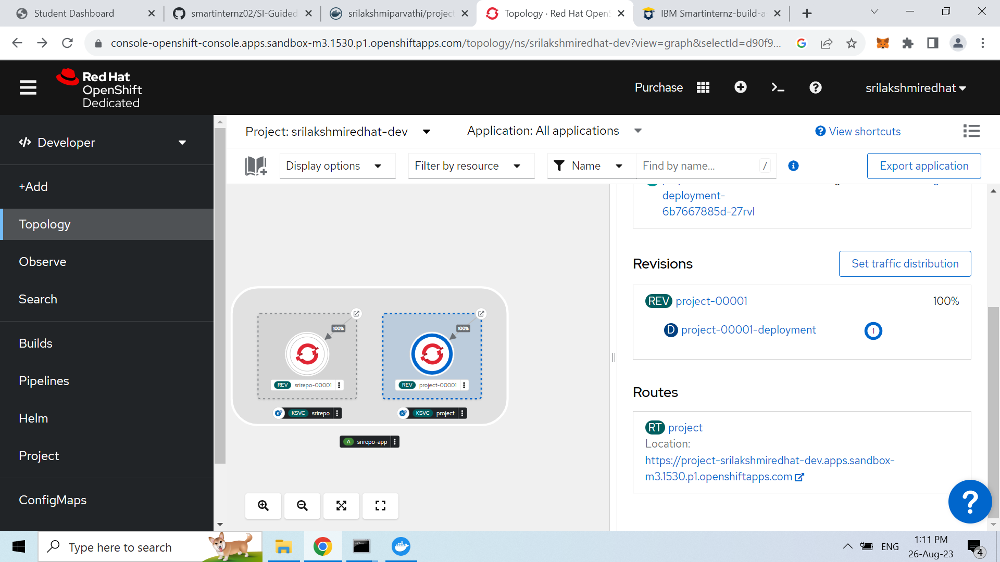 Student Dashboard
smartinternz02/SI-Guided
srilakshmiparvathi/project
Topology · Red Hat Open
IBM Smartinternz-build-a-
console-openshift-console.apps.sandbox-m3.1530.p1.openshiftapps.com/topology/ns/srilakshmiredhat-dev?view=graph&selectId=d90f9...
Red Hat
OpenShift
Dedicated
Purchase
srilakshmiredhat
Developer
+Add
Topology
Observe
Search
Builds
Pipelines
Helm
Project
ConfigMaps
Project: srilakshmiredhat-dev
Application: All applications
View shortcuts
Display options
Filter by resource
Name
Find by name...
/
Export application
100%
REV srirepo-00001
KSVC srirepo
100%
REV project-00001
KSVC project
A srirepo-app
deployment-
6b7667885d-27rvl
Revisions
Set traffic distribution
REV project-00001
100%
D project-00001-deployment
1
Routes
RT project
Location:
https://project-srilakshmiredhat-dev.apps.sandbox-
m3.1530.p1.openshiftapps.com
Type here to search
ENG
1:11 PM
26-Aug-23
4